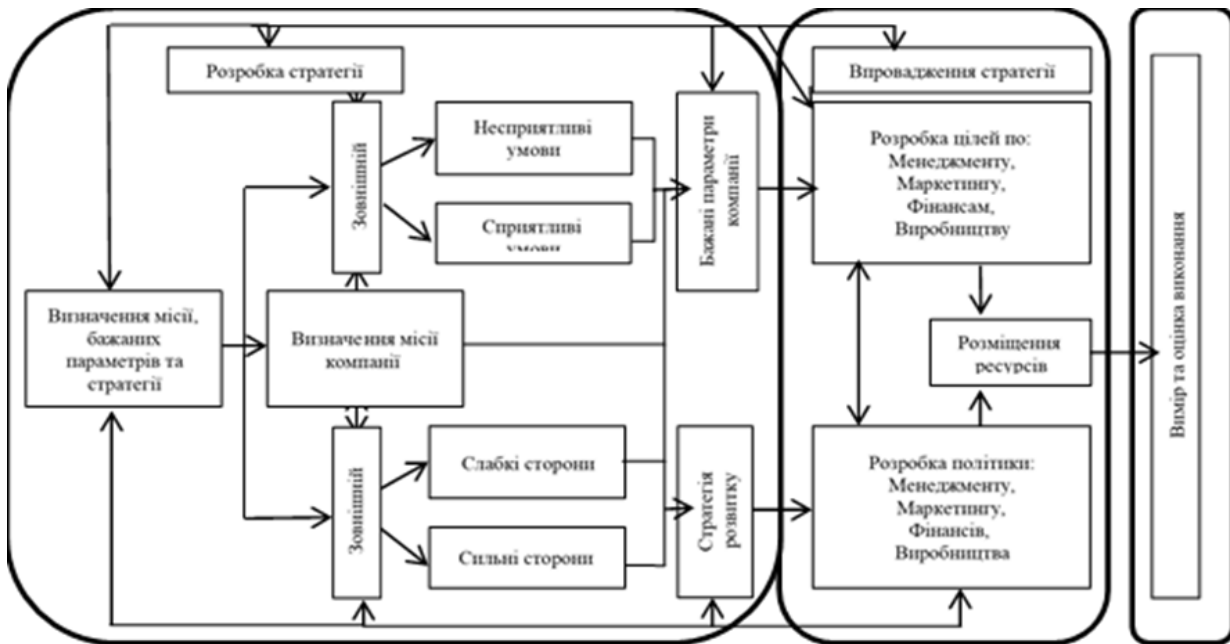 Розробка стратегії
Впровадження стратегії
Зовнішній
Несприятливі
умови
Сприятливі
умови
Бажані параметри
компанії
Розробка цілей по:
Менеджменту,
Маркетингу,
Фінансам,
Виробництву
Визначення місії,
бажаних
параметрів та
стратегії
Визначення місії
компанії
Розміщення
ресурсів
Вимір та оцінка виконання
Зовнішній
Слабкі сторони
Сильні сторони
Стратегія
розвитку
Розробка політики:
Менеджменту,
Маркетингу,
Фінансів,
Виробництва